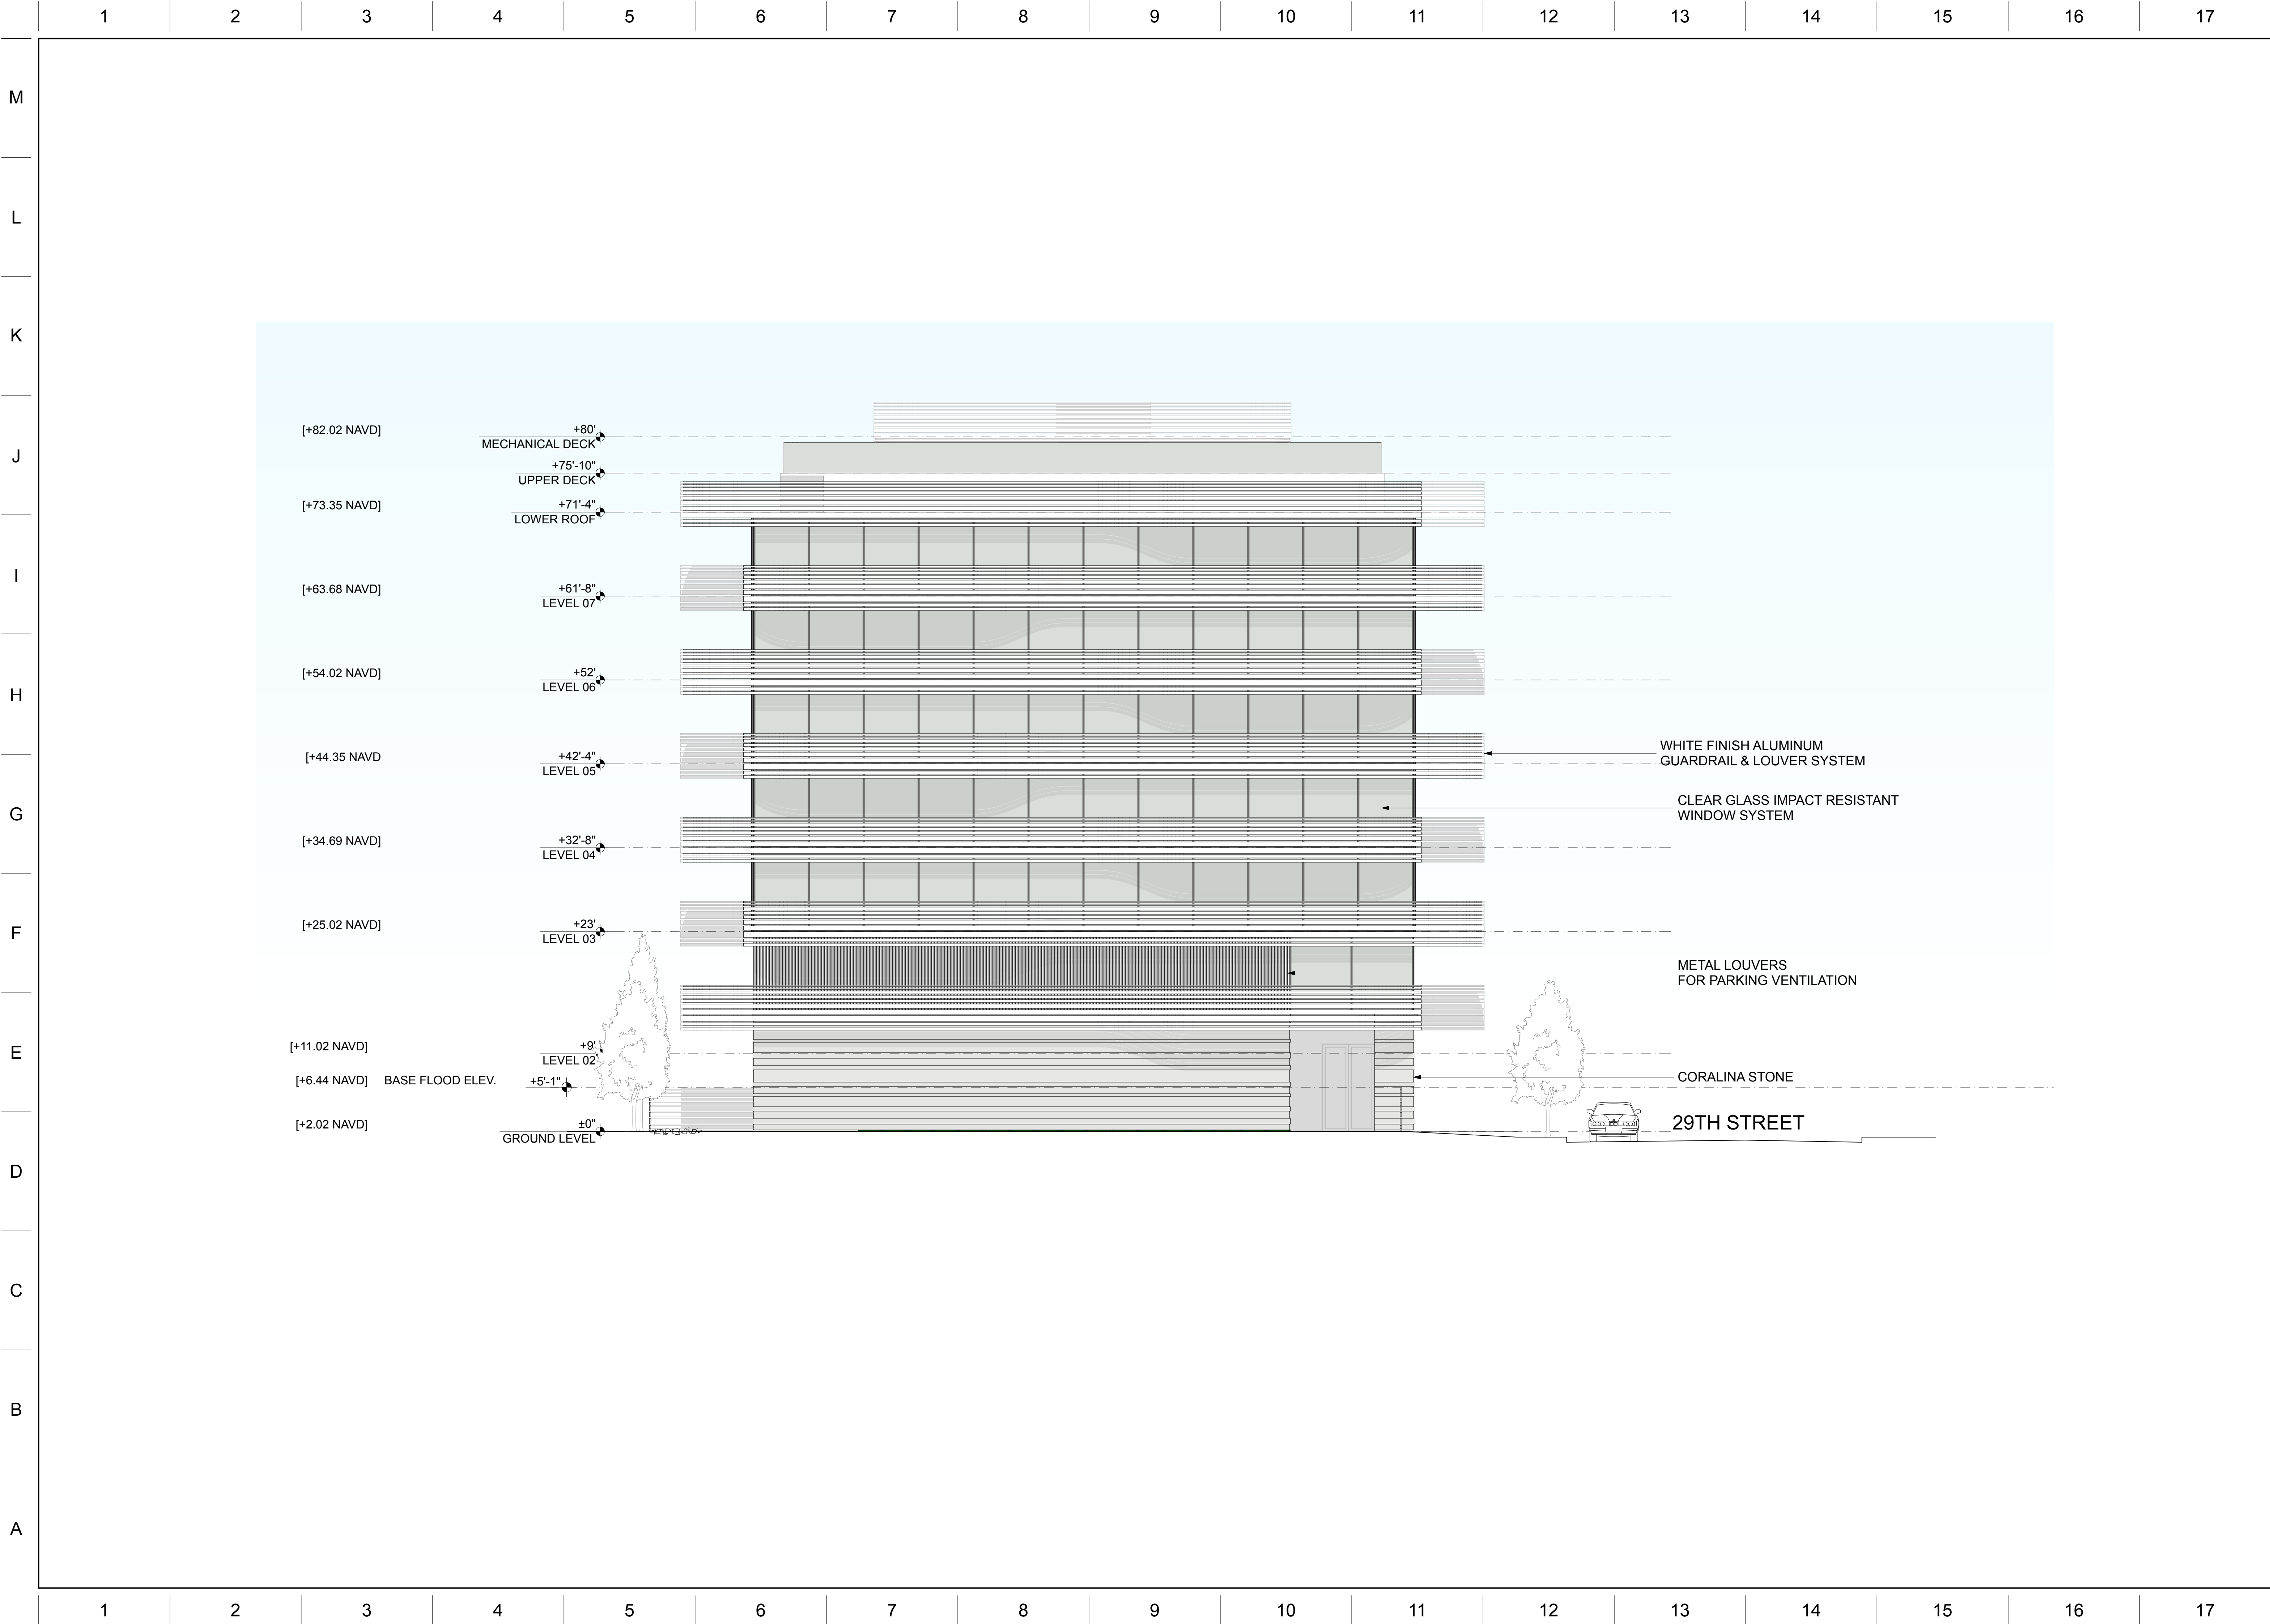 1 2 3 4 5 6 7 8 9 10 11 12 13 14 15 16 17
M
L
K
J
I
H
G
F
E
D
C
B
A
[+82.02 NAVD] +80'
MECHANICAL DECK
+75'-10"
UPPER DECK
[+73.35 NAVD] +71'-4"
LOWER ROOF
[+63.68 NAVD] +61'-8"
LEVEL 07
[+54.02 NAVD] +52'
LEVEL 06
[+44.35 NAVD +42'-4"
LEVEL 05
[+34.69 NAVD] +32'-8"
LEVEL 04
[+25.02 NAVD] +23'
LEVEL 03
[+11.02 NAVD] +9'
LEVEL 02
[+6.44 NAVD] BASE FLOOD ELEV. +5'-1"
[+2.02 NAVD] ±0"
GROUND LEVEL
WHITE FINISH ALUMINUM
GUARDRAIL & LOUVER SYSTEM
CLEAR GLASS IMPACT RESISTANT
WINDOW SYSTEM
METAL LOUVERS
FOR PARKING VENTILATION
CORALINA STONE
29TH STREET
1 2 3 4 5 6 7 8 9 10 11 12 13 14 15 16 17